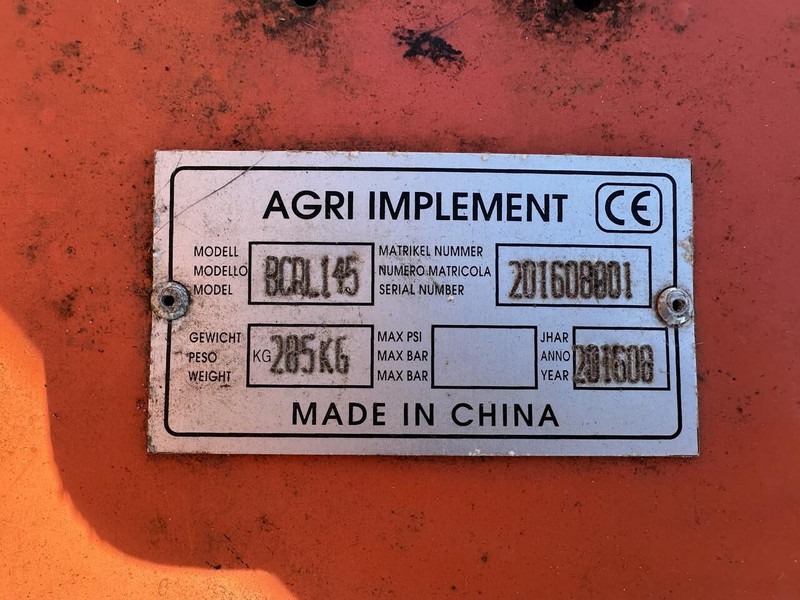 AGRI IMPLEMENT CE
MODELL
MODELLO
MODEL
BCRL145
MATRIKEL NUMMER
NUMERO MATRICOLA
SERIAL NUMBER
201608001
GEWICHT
PESO
WEIGHT
KG 285KG
MAX PSI
MAX BAR
MAX BAR
JHAR
ANNO
YEAR
201608
MADE IN CHINA